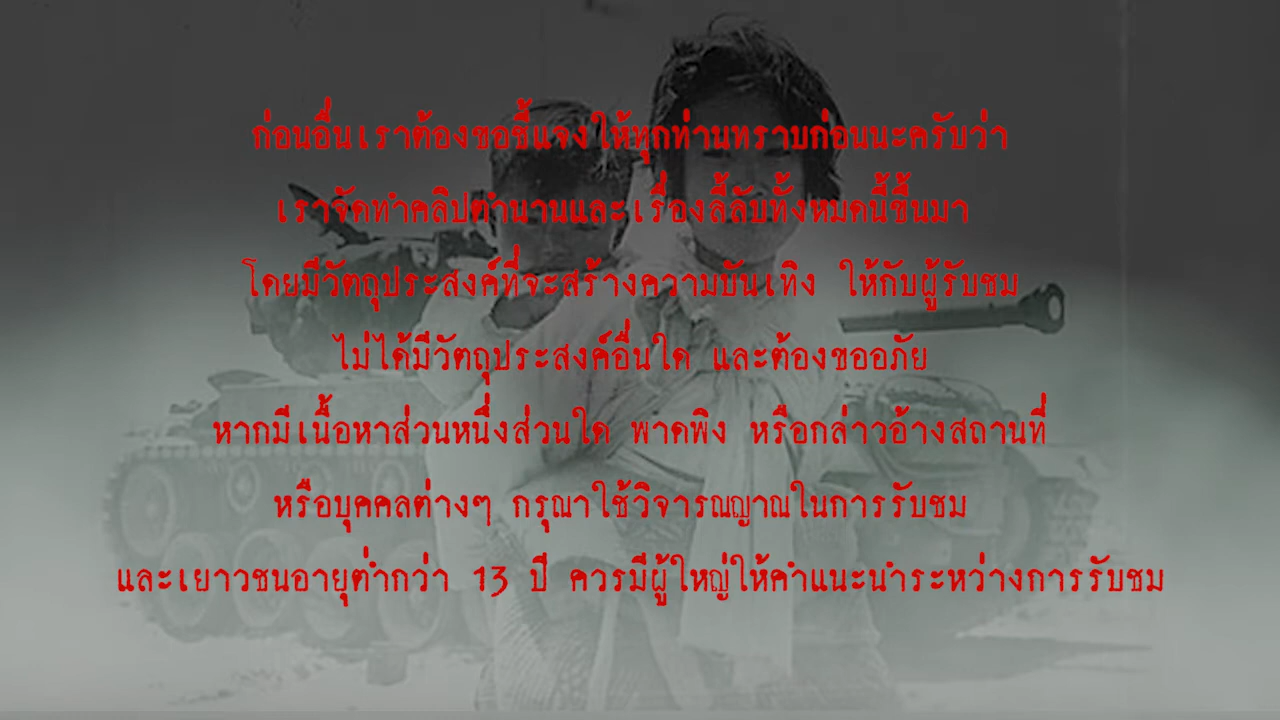 ก่อนอื่นเราต้องขอชี้แจงให้ทุกท่านทราบก่อนนะครับว่า
เราจัดทำคลิปตำนานและเรื่องลี้ลับทั้งหมดนี้ขึ้นมา
โดยมีวัตถุประสงค์ที่จะสร้างความบันเทิง ให้กับผู้รับชม
ไม่ได้มีวัตถุประสงค์อื่นใด และต้องขออภัย
หากมีเนื้อหาส่วนหนึ่งส่วนใด พาดพิง หรือกล่าวอ้างสถานที่
หรือบุคคลต่างๆ กรุณาใช้วิจารณญาณในการรับชม
และเยาวชนอายุต่ำกว่า 13 ปี ควรมีผู้ใหญ่ให้คำแนะนำระหว่างการรับชม